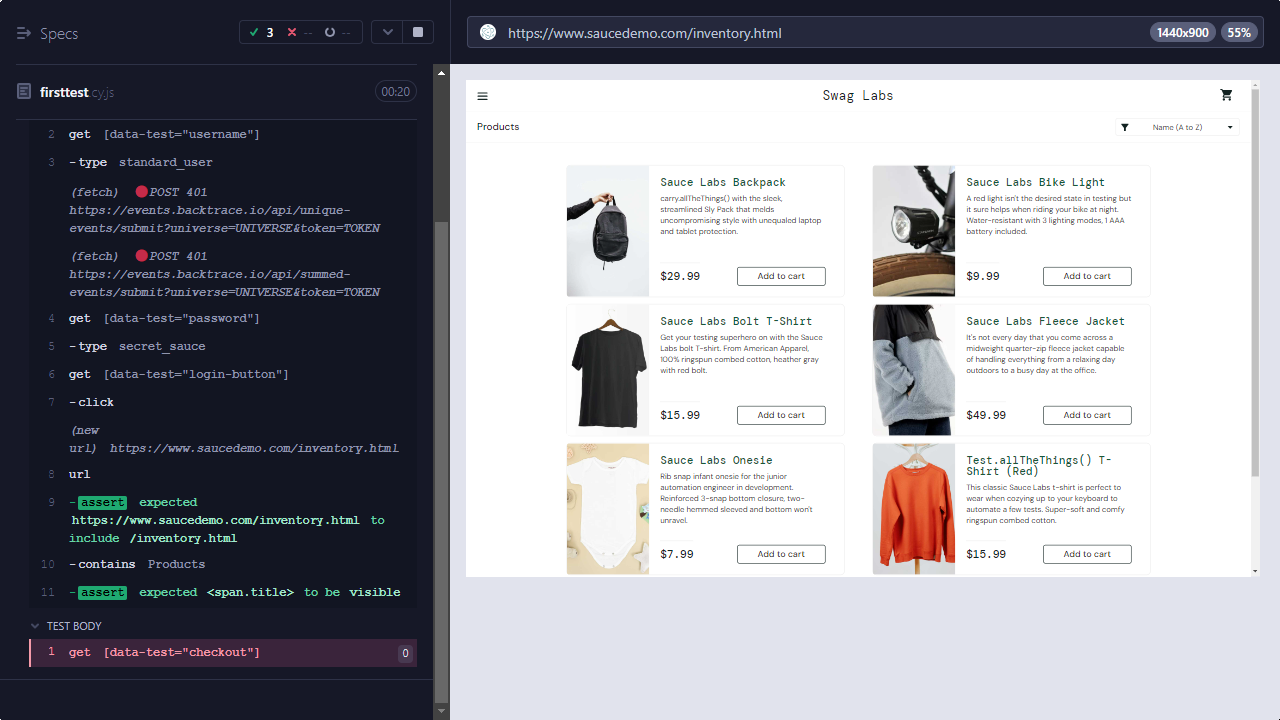 Specs
3
--
--
https://www.saucedemo.com/inventory.html
1440x900
55%
firsttest.cy.js
00:20
2 get [data-test="username"]
3 -type standard_user
(fetch) POST 401
https://events.backtrace.io/api/unique-
events/submit?universe=UNIVERSE&token=TOKEN
(fetch) POST 401
https://events.backtrace.io/api/summed-
events/submit?universe=UNIVERSE&token=TOKEN
4 get [data-test="password"]
5 -type secret_sauce
6 get [data-test="login-button"]
7 -click
(new
url) https://www.saucedemo.com/inventory.html
8 url
9 -assert expected
https://www.saucedemo.com/inventory.html to
include /inventory.html
10 -contains Products
11 -assert expected <span.title> to be visible
TEST BODY
1 get [data-test="checkout"] 0
Swag Labs
Products
Name (A to Z)
Sauce Labs Backpack
carry.allTheThings() with the sleek,
streamlined Sly Pack that melds
uncompromising style with unequaled laptop
and tablet protection.
$29.99
Add to cart
Sauce Labs Bike Light
A red light isn't the desired state in testing but
it sure helps when riding your bike at night.
Water-resistant with 3 lighting modes, 1 AAA
battery included.
$9.99
Add to cart
Sauce Labs Bolt T-Shirt
Get your testing superhero on with the Sauce
Labs bolt T-shirt. From American Apparel,
100% ringspun combed cotton, heather gray
with red bolt.
$15.99
Add to cart
Sauce Labs Fleece Jacket
It's not every day that you come across a
midweight quarter-zip fleece jacket capable
of handling everything from a relaxing day
outdoors to a busy day at the office.
$49.99
Add to cart
Sauce Labs Onesie
Rib snap infant onesie for the junior
automation engineer in development.
Reinforced 3-snap bottom closure, two-
needle hemmed sleeved and bottom won't
unravel.
$7.99
Add to cart
Test.allTheThings() T-
Shirt (Red)
This classic Sauce Labs t-shirt is perfect to
wear when cozying up to your keyboard to
automate a few tests. Super-soft and comfy
ringspun combed cotton.
$15.99
Add to cart